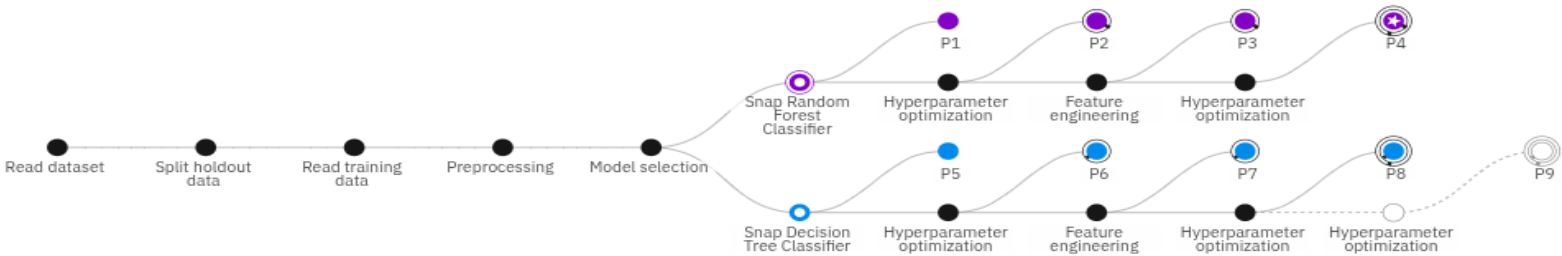 P1
P2
P3
P4
Snap Random
Forest
Classifier
Hyperparameter
optimization
Feature
engineering
Hyperparameter
optimization
Read dataset
Split holdout
data
Read training
data
Preprocessing
Model selection
P5
P6
P7
P8
P9
Snap Decision
Tree Classifier
Hyperparameter
optimization
Feature
engineering
Hyperparameter
optimization
Hyperparameter
optimization